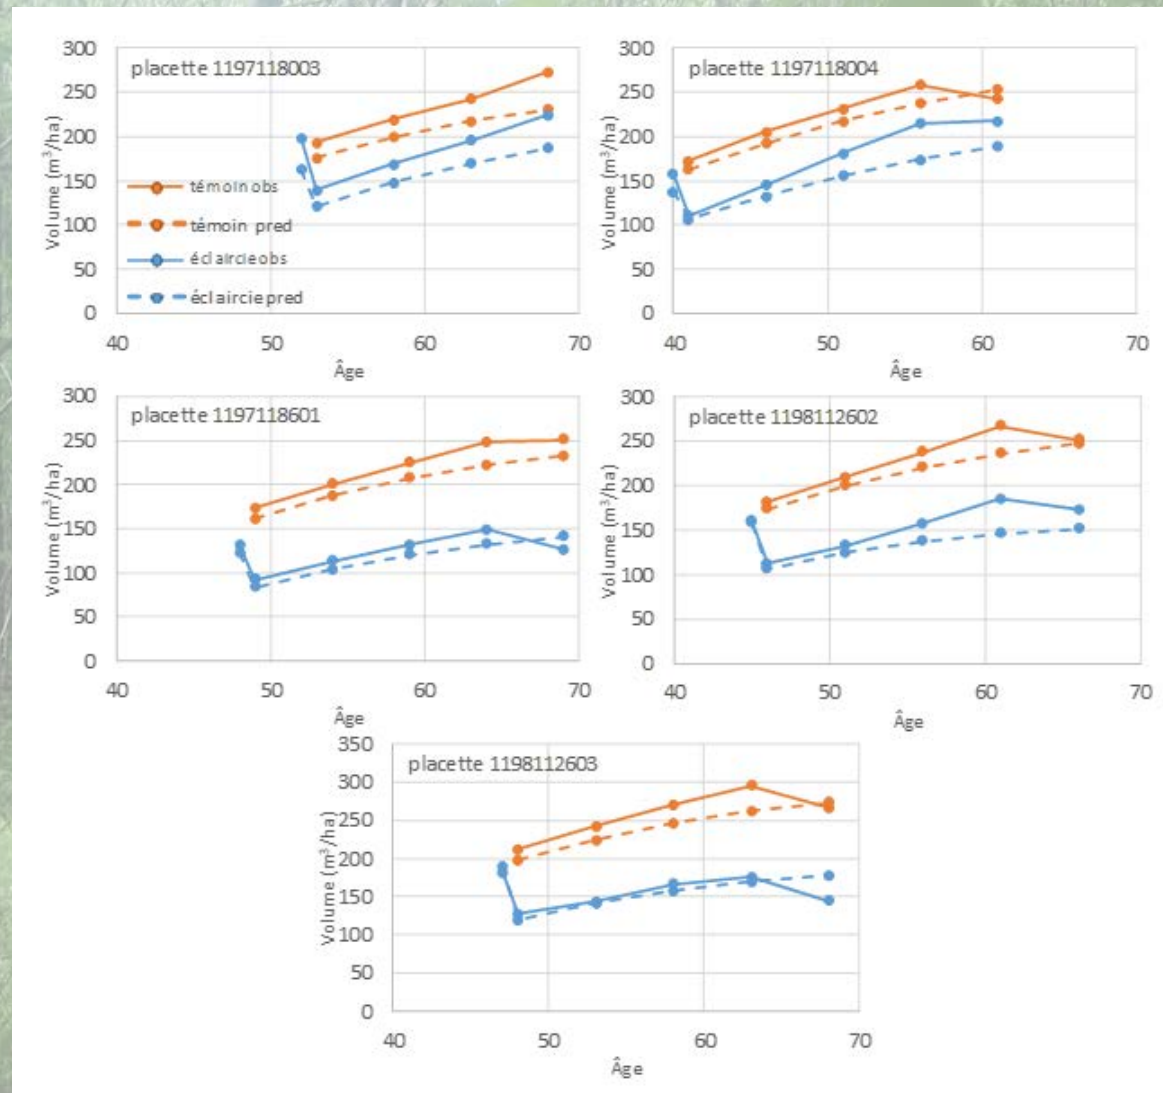 placette 1197118003
Volume (m³/ha)
300
250
200
150
100
50
0
témoin obs
témoin pred
éclaircie obs
éclaircie pred
40 50 60 70
Âge
placette 1197118004
Volume (m³/ha)
300
250
200
150
100
50
0
40 50 60 70
Âge
placette 1197118601
Volume (m³/ha)
300
250
200
150
100
50
0
40 50 60 70
Âge
placette 1198112602
Volume (m³/ha)
300
250
200
150
100
50
0
40 50 60 70
Âge
placette 1198112603
Volume (m³/ha)
350
300
250
200
150
100
50
0
40 50 60 70
Âge